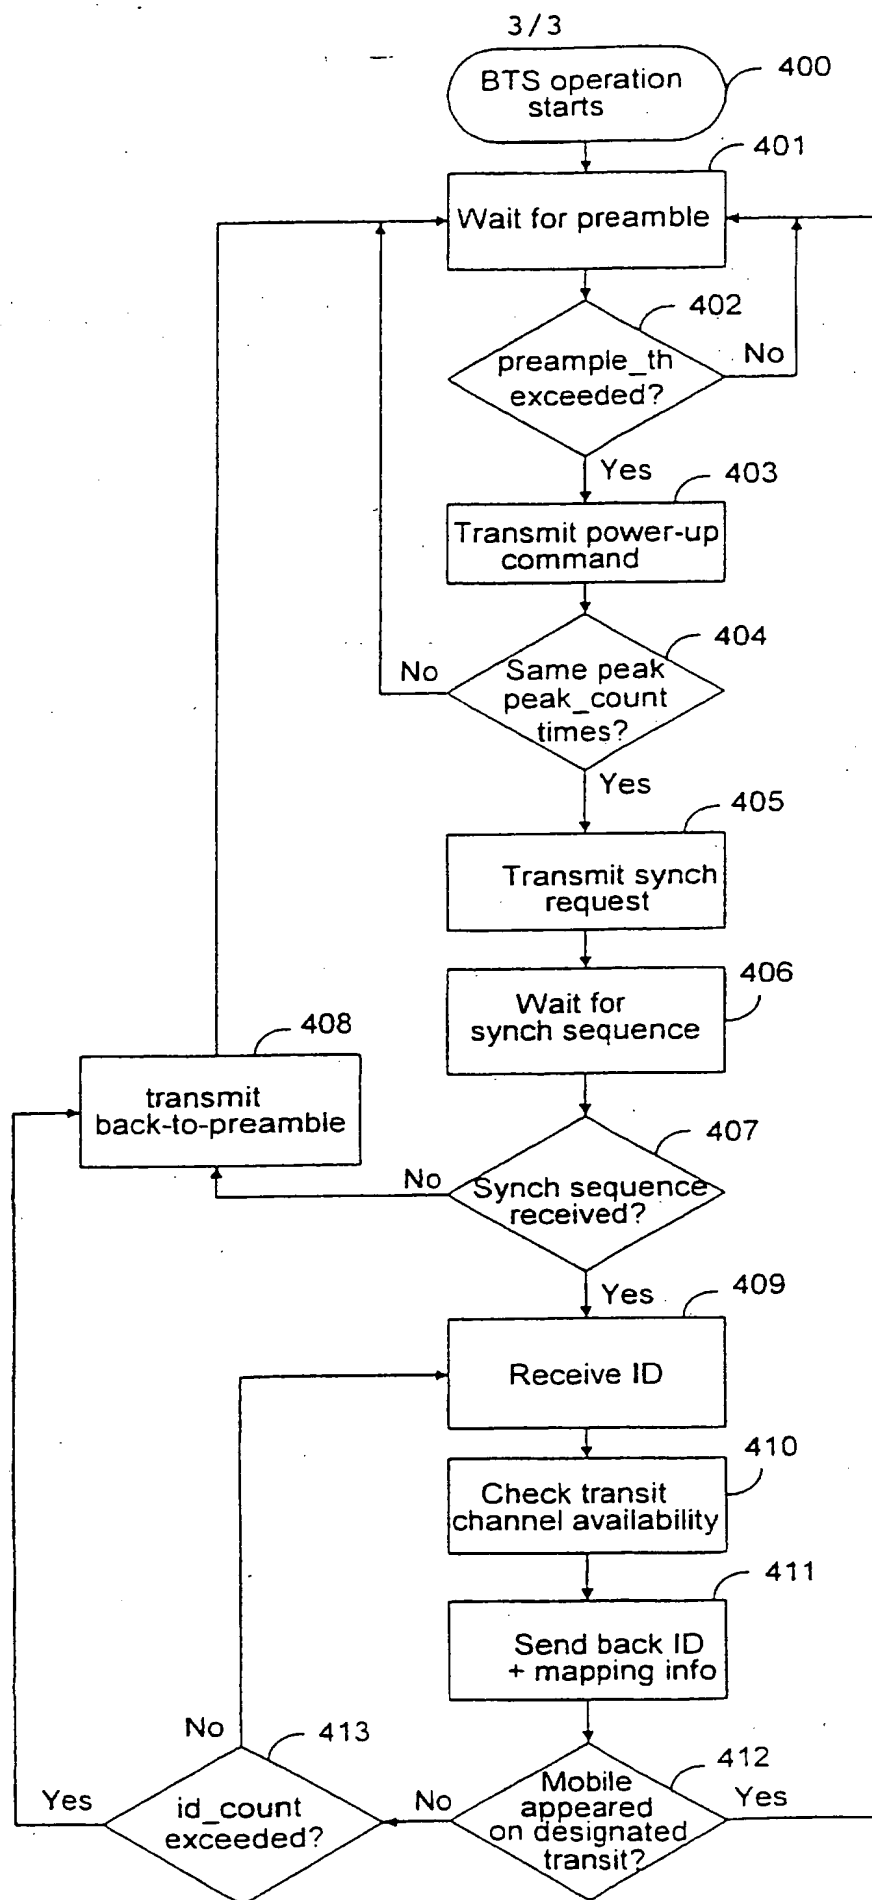 3/3
BTS operation
starts
400
401
Wait for preamble
402
preample_th
exceeded?
No
Yes
403
Transmit power-up
command
404
No
Same peak
peak_count
times?
Yes
405
Transmit synch
request
406
Wait for
synch sequence
408
transmit
back-to-preamble
407
No
Synch sequence
received?
Yes
409
Receive ID
410
Check transit
channel availability
411
Send back ID
+ mapping info
No
413
412
Yes
id_count
exceeded?
No
Mobile
appeared
on designated
transit?
Yes